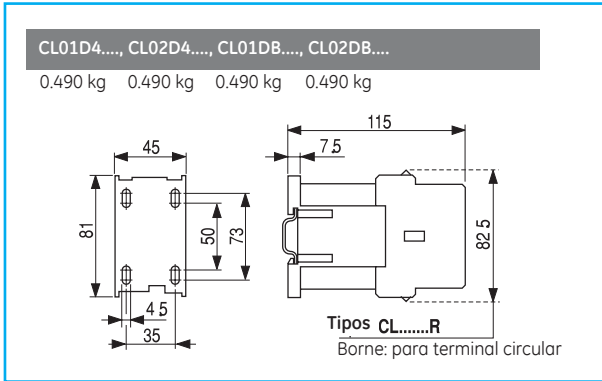 CL01D4...., CL02D4...., CL01DB...., CL02DB....
0.490 kg 0.490 kg 0.490 kg 0.490 kg
115
45
7.5
81
50
73
82 5
4 5
35
Tipos CL.......R
Borne: para terminal circular